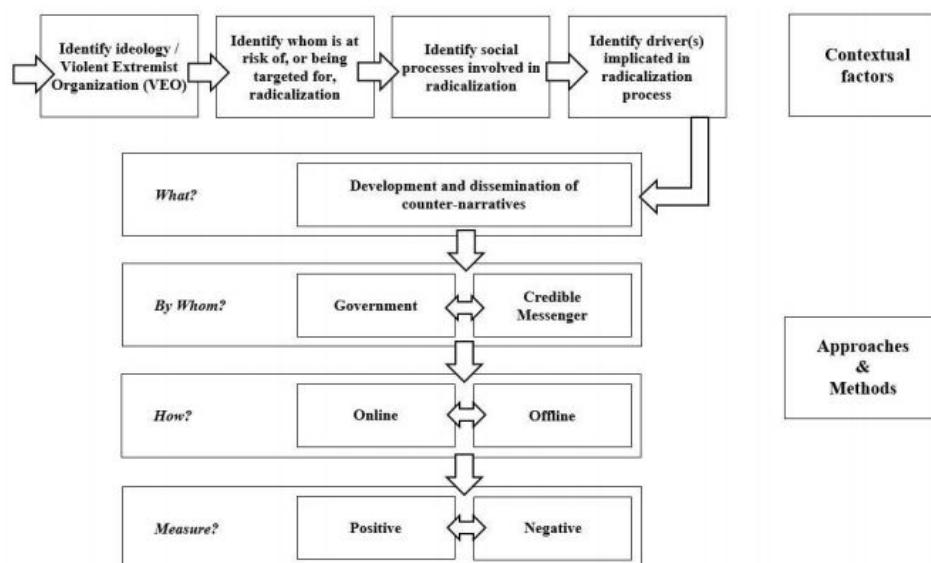 Identify ideology /
Violent Extremist
Organization (VEO)
Identify whom is at
risk of, or being
targeted for,
radicalization
Identify social
processes involved in
radicalization
Identify driver(s)
implicated in
radicalization
process
Contextual
factors
What?
Development and dissemination of
counter-narratives
By Whom?
Government
Credible
Messenger
Approaches
&
Methods
How?
Online
Offline
Measure?
Positive
Negative